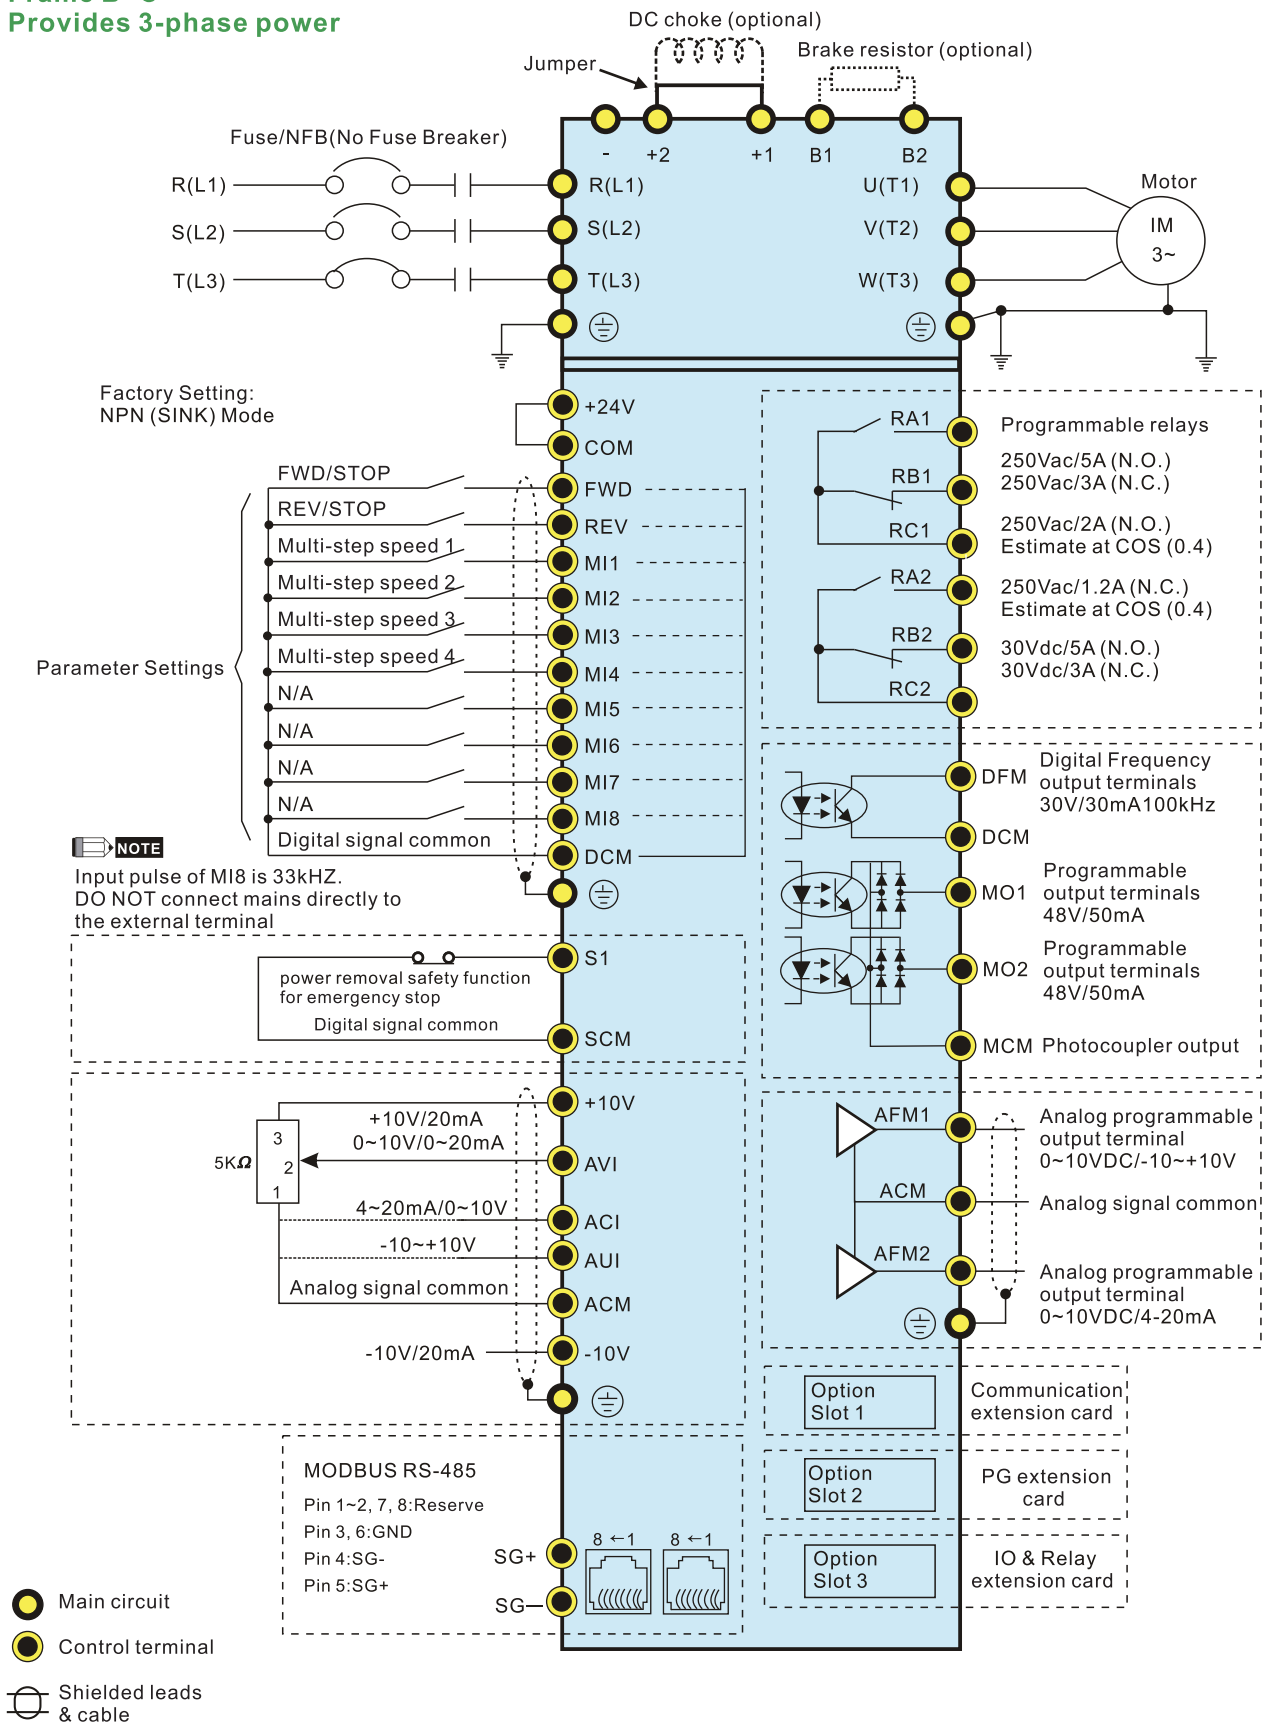 Provides 3-phase power
DC choke (optional)
Brake resistor (optional)
Jumper
Fuse/NFB(No Fuse Breaker)
- +2 +1 B1 B2
R(L1) R(L1) U(T1) Motor
S(L2) S(L2) V(T2) IM
3~
T(L3) T(L3) W(T3)
Factory Setting:
NPN (SINK) Mode
+24V
COM
FWD/STOP
FWD
REV/STOP
REV
Multi-step speed 1
MI1
Multi-step speed 2
MI2
Multi-step speed 3
MI3
Multi-step speed 4
MI4
Parameter Settings
N/A
MI5
N/A
MI6
N/A
MI7
N/A
MI8
Digital signal common
DCM
NOTE
Input pulse of MI8 is 33kHZ.
DO NOT connect mains directly to
the external terminal
RA1
RB1
RC1
RA2
RB2
RC2
Programmable relays
250Vac/5A (N.O.)
250Vac/3A (N.C.)
250Vac/2A (N.O.)
Estimate at COS (0.4)
250Vac/1.2A (N.C.)
Estimate at COS (0.4)
30Vdc/5A (N.O.)
30Vdc/3A (N.C.)
DFM
Digital Frequency
output terminals
30V/30mA100kHz
DCM
MO1
Programmable
output terminals
48V/50mA
MO2
Programmable
output terminals
48V/50mA
MCM Photocoupler output
S1
power removal safety function
for emergency stop
Digital signal common
SCM
+10V
+10V/20mA
0~10V/0~20mA
3
2
1
5KΩ
AVI
4~20mA/0~10V
ACI
-10~+10V
AUI
Analog signal common
ACM
-10V/20mA
-10V
AFM1
Analog programmable
output terminal
0~10VDC/-10~+10V
ACM
Analog signal common
AFM2
Analog programmable
output terminal
0~10VDC/4-20mA
Option
Slot 1
Communication
extension card
Option
Slot 2
PG extension
card
Option
Slot 3
IO & Relay
extension card
MODBUS RS-485
Pin 1~2, 7, 8:Reserve
Pin 3, 6:GND
Pin 4:SG-
Pin 5:SG+
SG+
SG—
8 ←1
8 ←1
Main circuit
Control terminal
Shielded leads
& cable